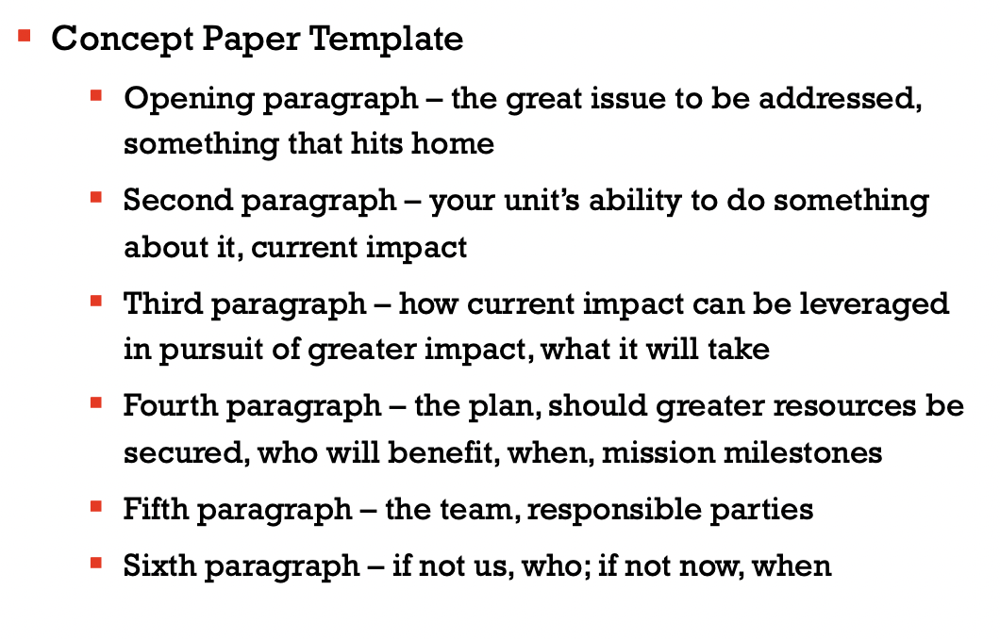 Concept Paper Template
Opening paragraph – the great issue to be addressed,
something that hits home
Second paragraph – your unit’s ability to do something
about it, current impact
Third paragraph – how current impact can be leveraged
in pursuit of greater impact, what it will take
Fourth paragraph – the plan, should greater resources be
secured, who will benefit, when, mission milestones
Fifth paragraph – the team, responsible parties
Sixth paragraph – if not us, who; if not now, when